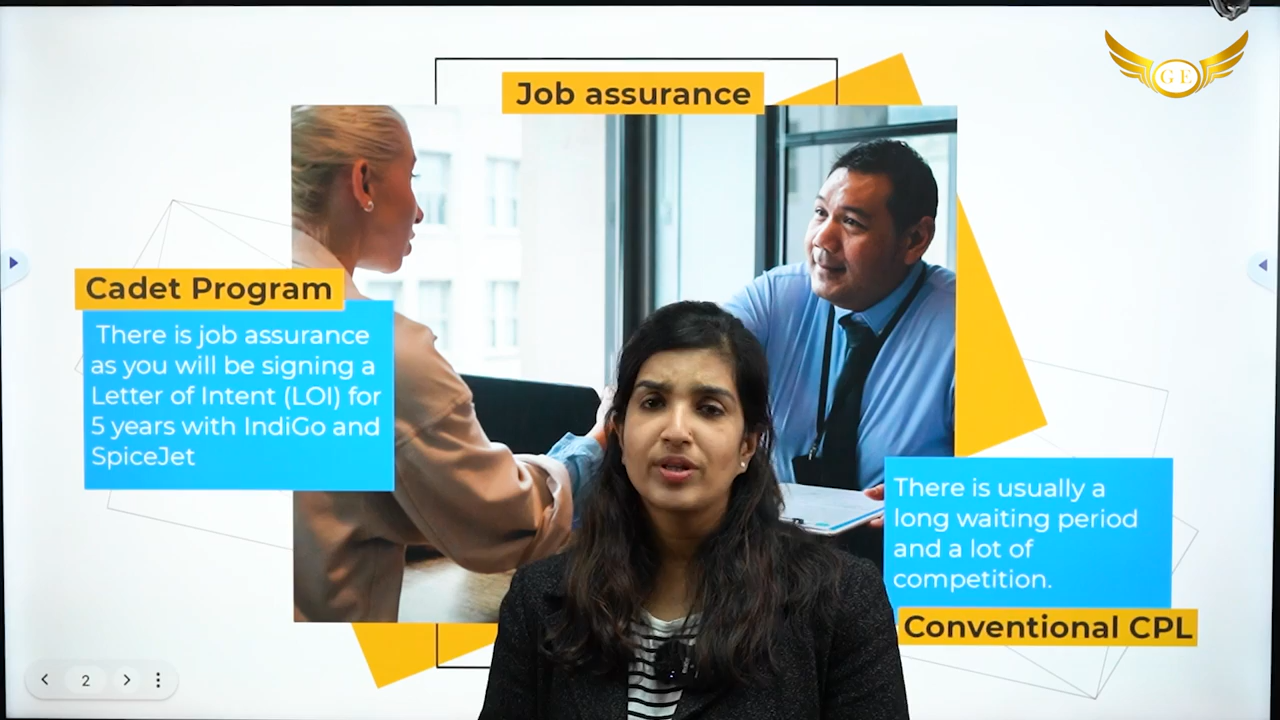 Job assurance
G E
Cadet Program
There is job assurance
as you will be signing a
Letter of Intent (LOI) for
5 years with IndiGo and
SpiceJet
There is usually a
long waiting period
and a lot of
competition.
Conventional CPL
2